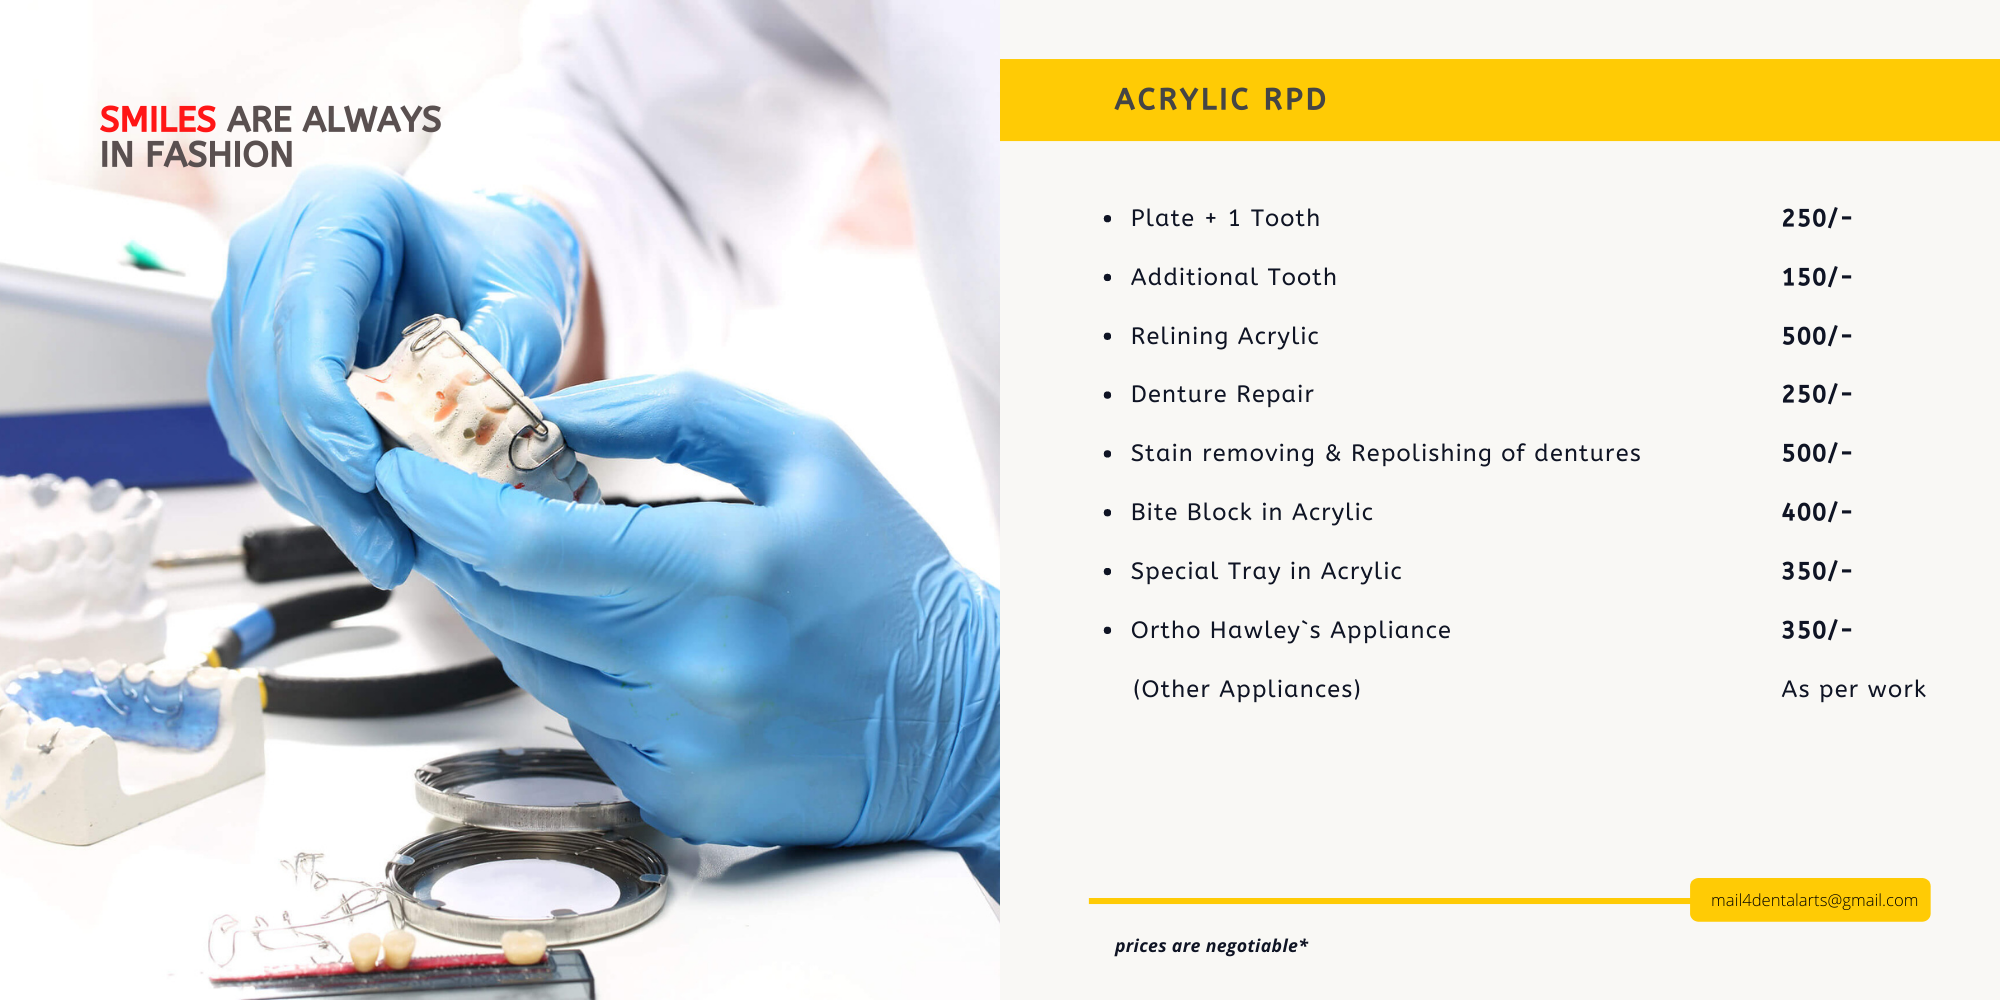 SMILES ARE ALWAYS
IN FASHION
ACRYLIC RPD
• Plate + 1 Tooth 250/-
• Additional Tooth 150/-
• Relining Acrylic 500/-
• Denture Repair 250/-
• Stain removing & Repolishing of dentures 500/-
• Bite Block in Acrylic 400/-
• Special Tray in Acrylic 350/-
• Ortho Hawley`s Appliance 350/-
(Other Appliances) As per work
mail4dentalarts@gmail.com
prices are negotiable*